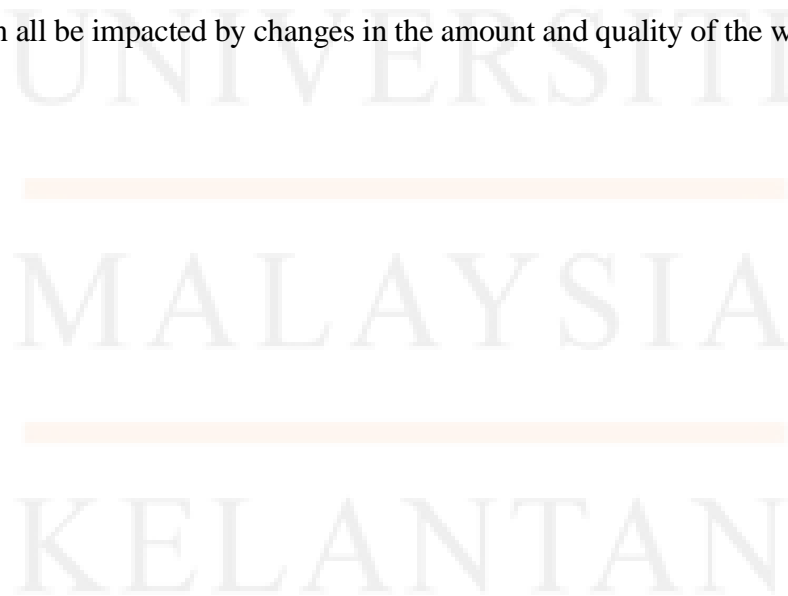 all be impacted by changes in the amount and quality of the
UNIVERSITI
MALAYSIA
KELANTAN